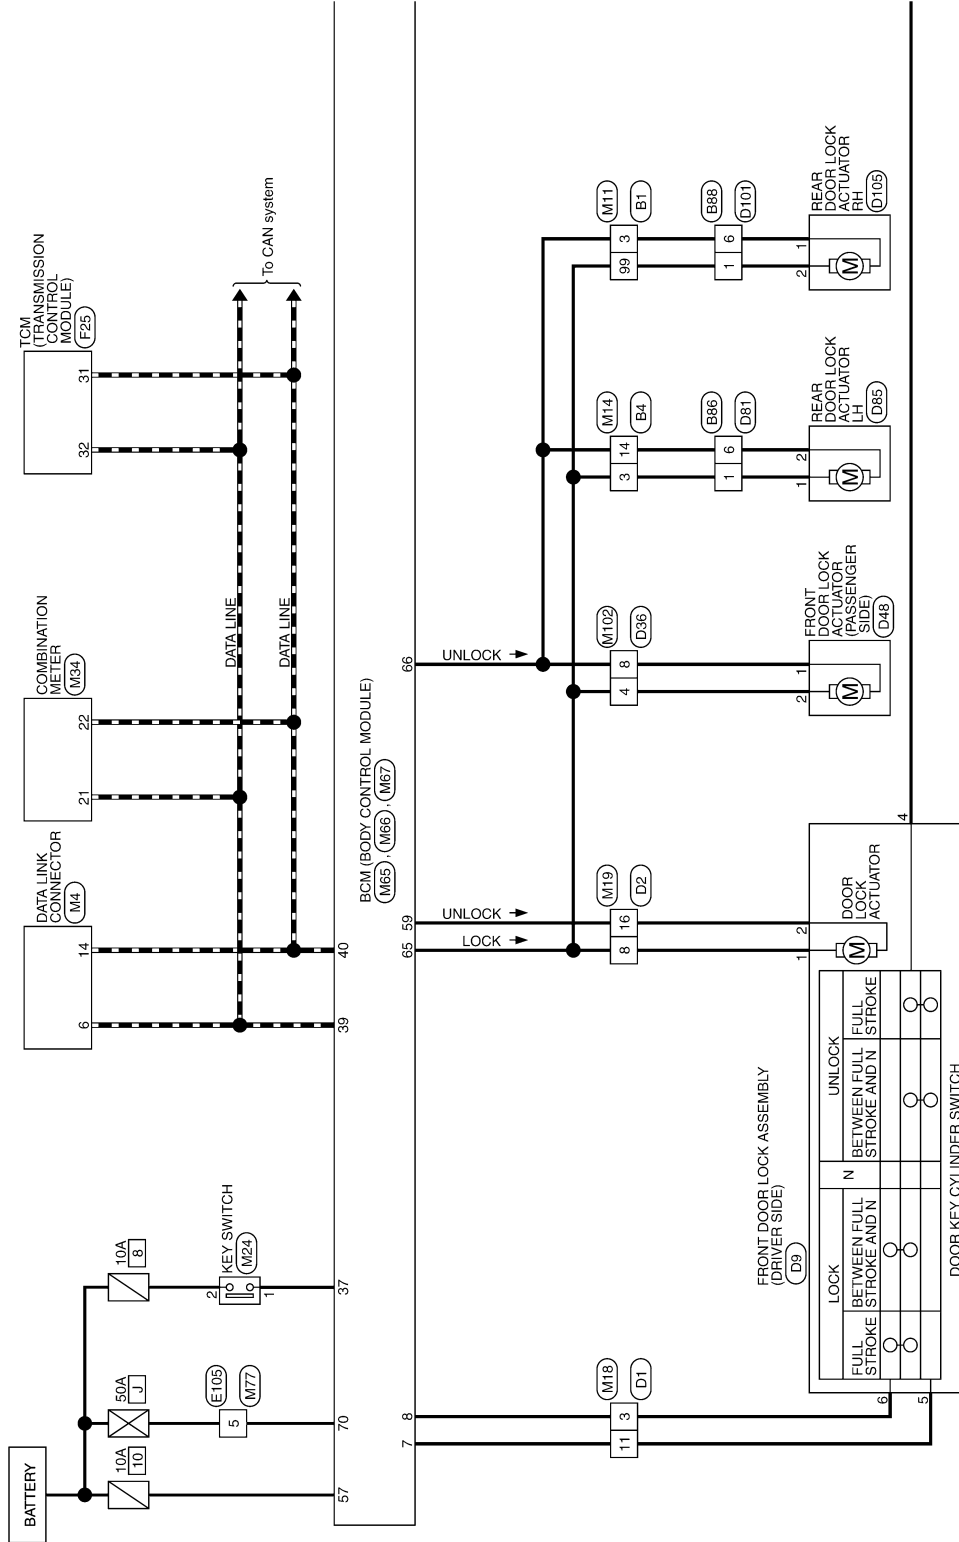 BATTERY
10A
10
50A
J
10A
8
E105
5
M77
KEY SWITCH
M24
2
1
57
70
37
DATA LINK
CONNECTOR
M4
6
14
COMBINATION
METER
M34
21
22
TCM
(TRANSMISSION
CONTROL
MODULE)
F25
32
31
DATA LINE
DATA LINE
To CAN system
39
40
BCM (BODY CONTROL MODULE)
M65 , M66 , M67
7
8
65
59
66
LOCK
UNLOCK
UNLOCK
M18
11
3
D1
M19
8
16
D2
M102
4
8
D36
M14
3
14
B4
M11
99
3
B1
B86
1
6
D81
B88
1
6
D101
FRONT DOOR LOCK ASSEMBLY
(DRIVER SIDE)
D9
5
6
1
2
4
LOCK
N
UNLOCK
FULL
STROKE
BETWEEN FULL
STROKE AND N
BETWEEN FULL
STROKE AND N
FULL
STROKE
M
DOOR
LOCK
ACTUATOR
DOOR KEY CYLINDER SWITCH
2
1
M
FRONT
DOOR LOCK
ACTUATOR
(PASSENGER
SIDE)
D48
1
2
M
REAR
DOOR LOCK
ACTUATOR
LH
D85
2
1
M
REAR
DOOR LOCK
ACTUATOR
RH
D105